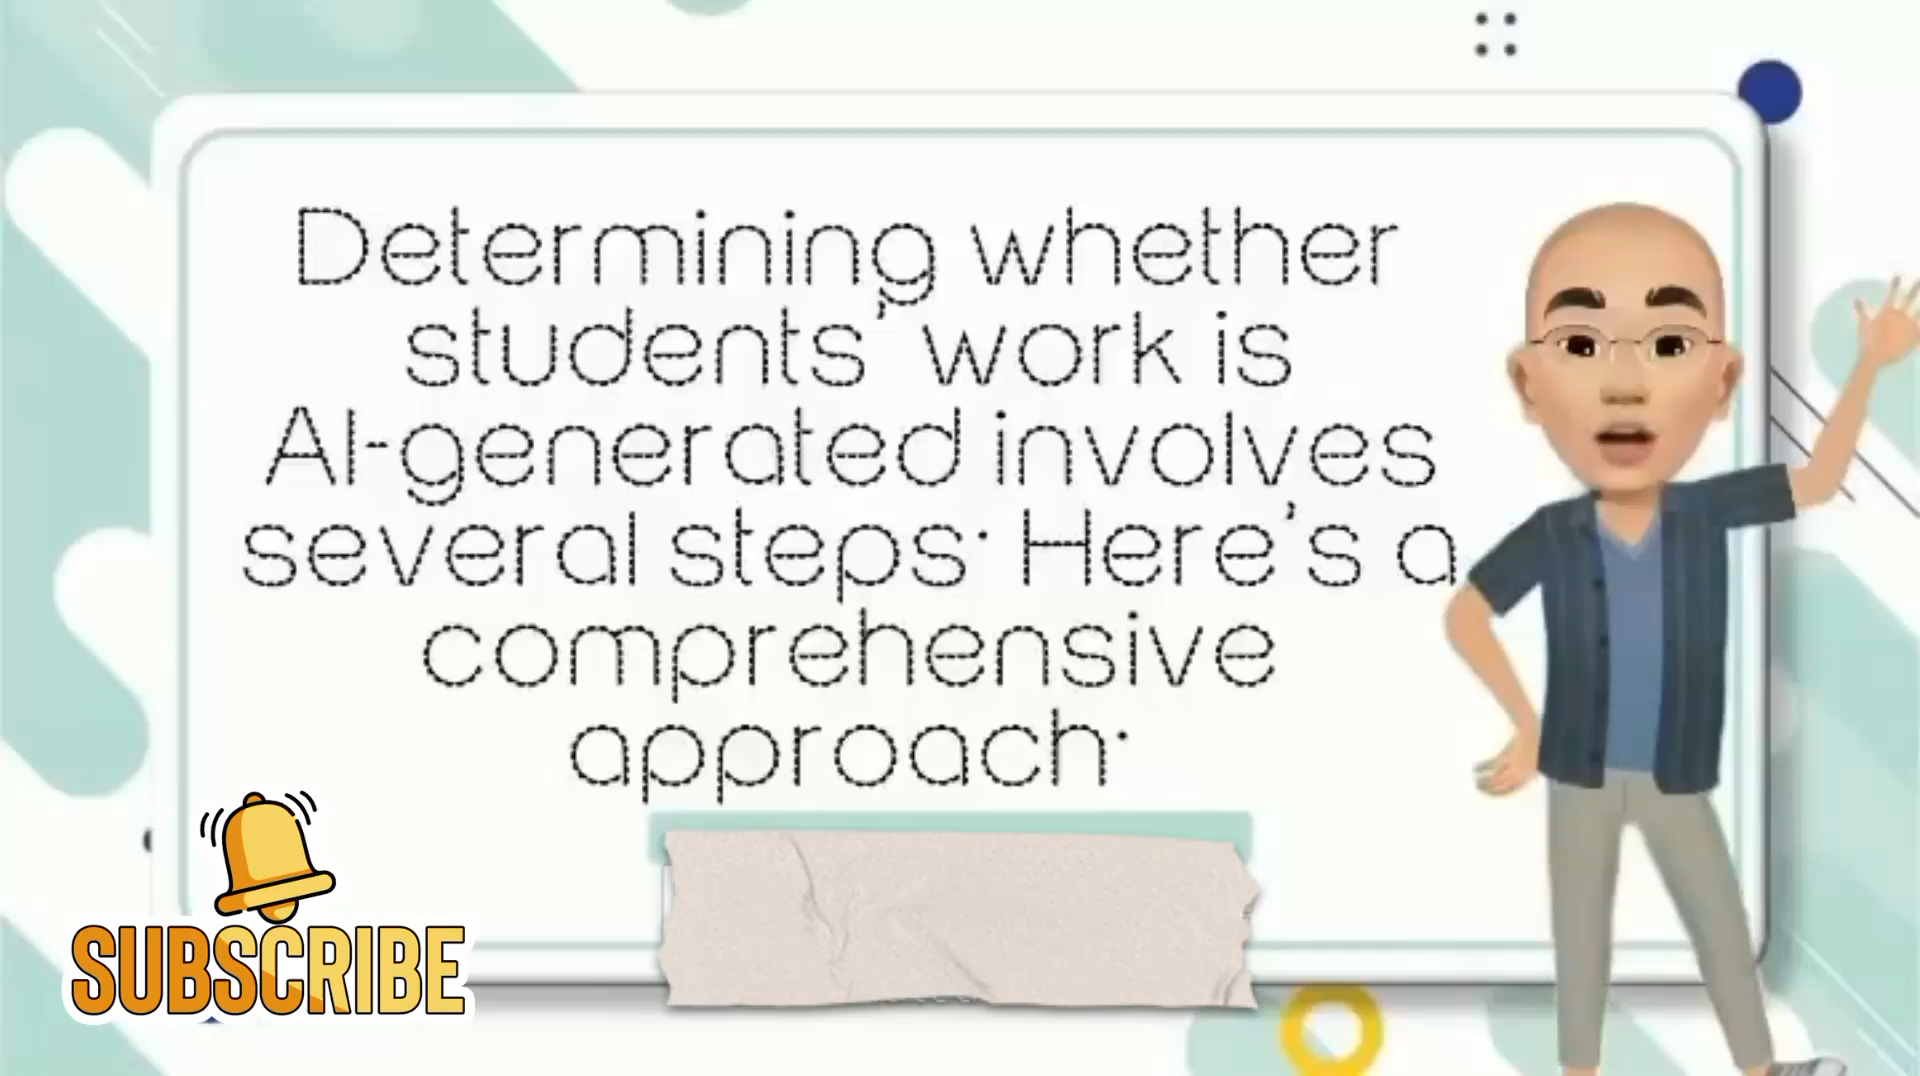 Determining whether
students' work is
AI-generated involves
several steps. Here's a
comprehensive
approach.
SUBSCRIBE